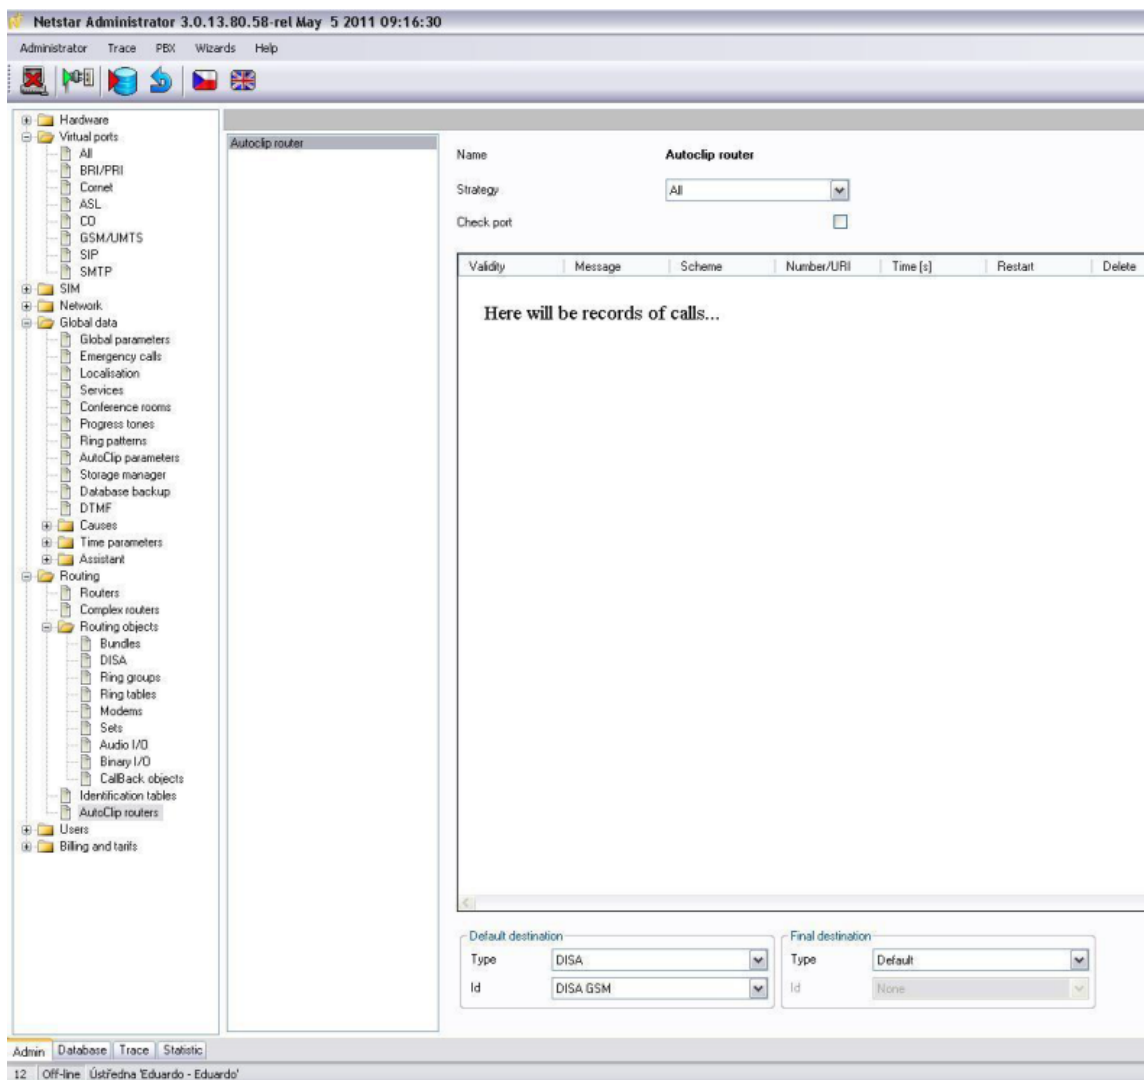 Netstar Administrator 3.0.13.80.58-rel May 5 2011 09:16:30
Administrator Trace PBX Wizards Help
Hardware
Virtual ports
All
BRI/PRI
Cornet
ASL
CO
GSM/UMTS
SIP
SMTP
SIM
Network
Global data
Global parameters
Emergency calls
Localisation
Services
Conference rooms
Progress tones
Ring patterns
AutoClip parameters
Storage manager
Database backup
DTMF
Causes
Time parameters
Assistant
Routing
Routers
Complex routers
Routing objects
Bundles
DISA
Ring groups
Ring tables
Modems
Sets
Audio I/O
Binary I/O
CallBack objects
Identification tables
AutoClip routers
Users
Billing and tarifs
Autoclip router
Name Autoclip router
Strategy All
Check port
Validity Message Scheme Number/URI Time [s] Restart Delete
Here will be records of calls...
Default destination
Type DISA
Id DISA GSM
Final destination
Type Default
Id None
Admin Database Trace Statistic
12 Off-line Ústředna 'Eduardo - Eduardo'